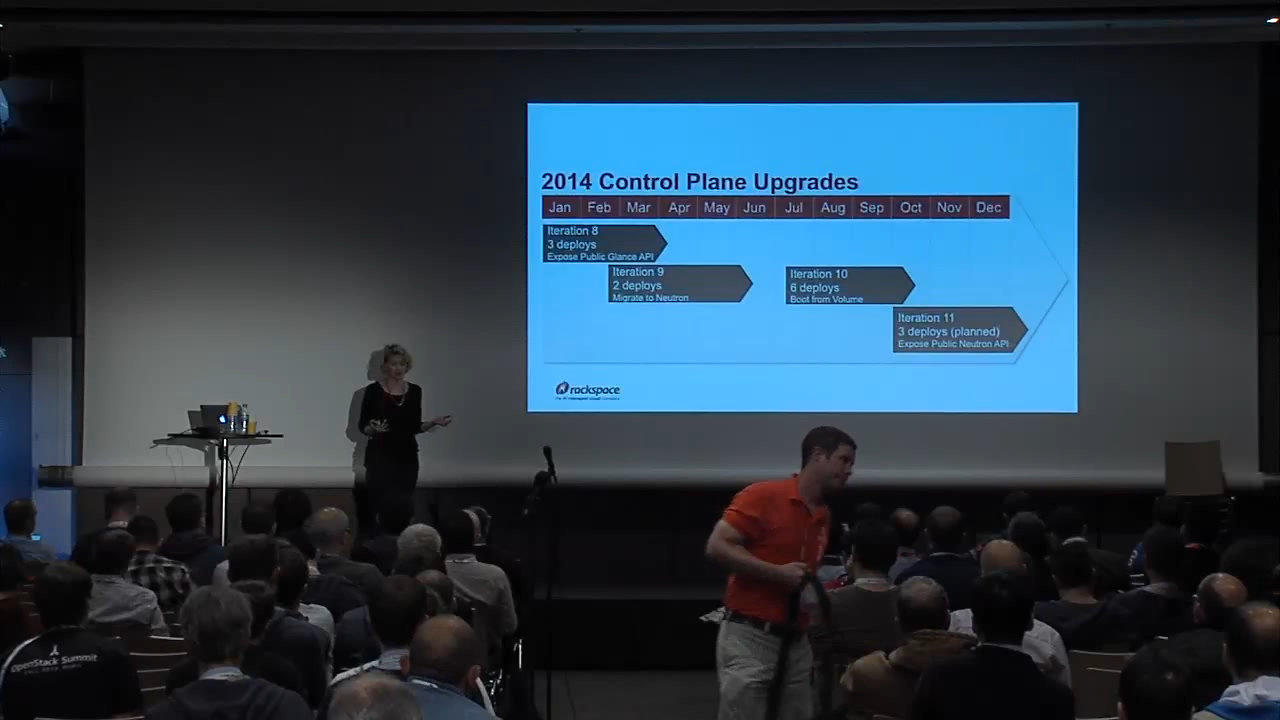 2014 Control Plane Upgrades
Jan Feb Mar Apr May Jun Jul Aug Sep Oct Nov Dec
Iteration 8
3 deploys
Expose Public Glance API
Iteration 9
2 deploys
Migrate to Neutron
Iteration 10
6 deploys
Boot from Volume
Iteration 11
3 deploys (planned)
Expose Public Neutron API
rackspace
OpenStack Summit